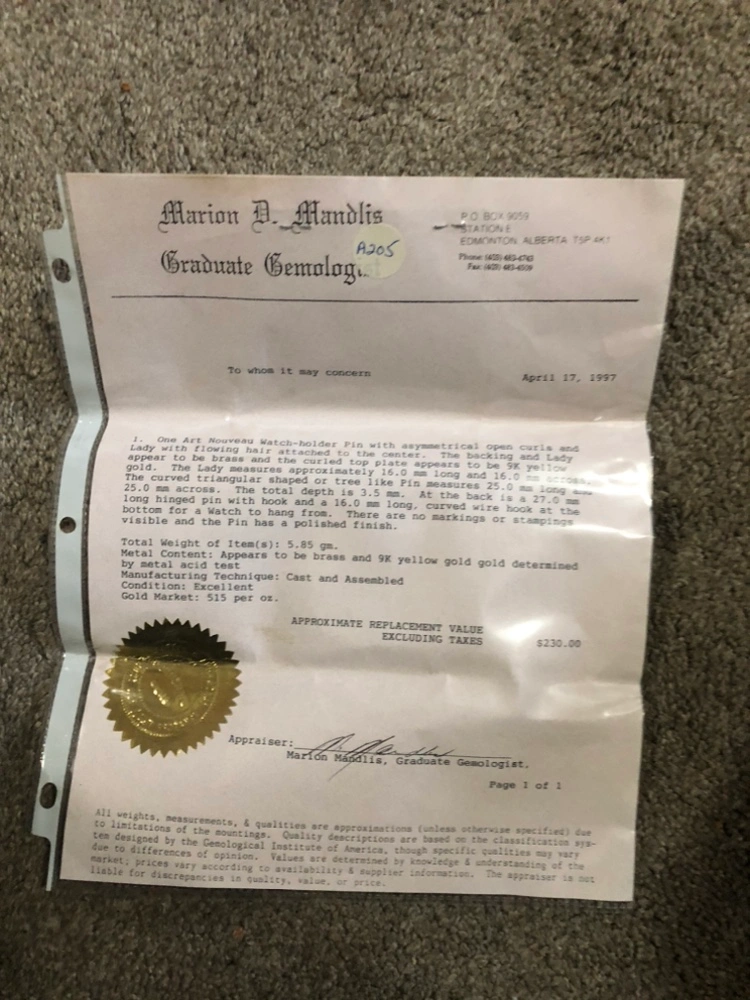 Marion D. Mandlis
Graduate Gemolog
A205
P.O. BOX 9059
STATION E
EDMONTON, ALBERTA T5P 4K1
Phone: (403) 483-4740
Fax: (403) 483-4509
To whom it may concern
April 17, 1997
1. One Art Nouveau Watch-holder Pin with asymmetrical open curls and
Lady with flowing hair attached to the center. The backing and Lady
appear to be brass and the curled top plate appears to be 9K yellow
gold. The Lady measures approximately 16.0 mm long and 16.0 mm across.
The curved triangular shaped or tree like Pin measures 25.0 mm long and
25.0 mm across. The total depth is 3.5 mm. At the back is a 27.0 mm
long hinged pin with hook and a 16.0 mm long, curved wire hook at the
bottom for a Watch to hang from. There are no markings or stampings
visible and the Pin has a polished finish.
Total Weight of Item(s): 5.85 gm.
Metal Content: Appears to be brass and 9K yellow gold gold determined
by metal acid test
Manufacturing Technique: Cast and Assembled
Condition: Excellent
Gold Market: 515 per oz.
APPROXIMATE REPLACEMENT VALUE
EXCLUDING TAXES $230.00
Appraiser:
Marion Mandlis, Graduate Gemologist.
Page 1 of 1
All weights, measurements, & qualities are approximations (unless otherwise specified) due
to limitations of the mountings. Quality descriptions are based on the classification sys-
tem designed by the Gemological Institute of America, though specific qualities may vary
due to differences of opinion. Values are determined by knowledge & understanding of the
market; prices vary according to availability & supplier information. The appraiser is not
liable for discrepancies in quality, value, or price.